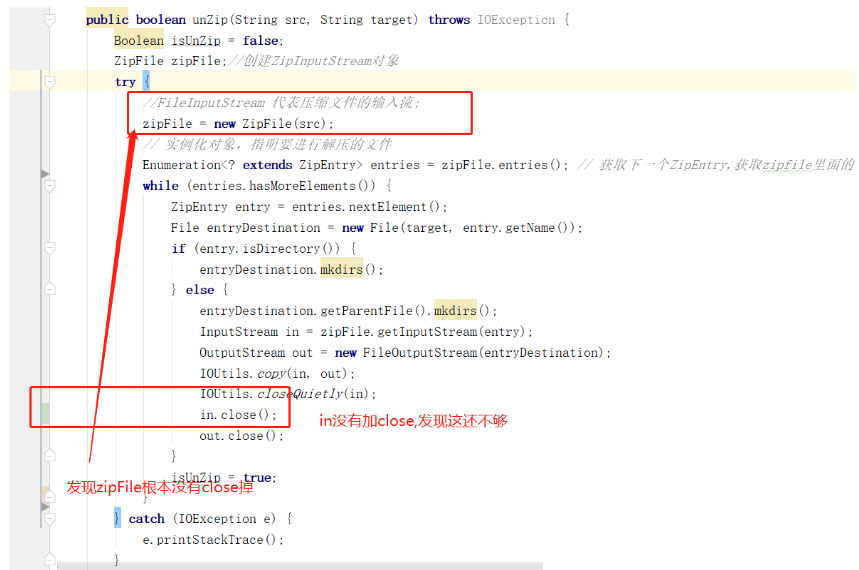 public boolean unZip(String src, String target) throws IOException {
Boolean isUnZip = false;
ZipFile zipFile;//创建ZipInputStream对象
try {
//FileInputStream 代表压缩文件的输入流;
zipFile = new ZipFile(src);
// 实例化对象，指明要进行解压的文件
Enumeration<? extends ZipEntry> entries = zipFile.entries(); // 获取下一个ZipEntry,获取zipfile里面的
while (entries.hasMoreElements()) {
ZipEntry entry = entries.nextElement();
File entryDestination = new File(target, entry.getName());
if (entry.isDirectory()) {
entryDestination.mkdirs();
} else {
entryDestination.getParentFile().mkdirs();
InputStream in = zipFile.getInputStream(entry);
OutputStream out = new FileOutputStream(entryDestination);
IOUtils.copy(in, out);
IOUtils.closeQuietly(in);
in.close();
in没有加close,发现这还不够
out.close();
}
isUnZip = true;
发现zipFile根本没有close掉
}
} catch (IOException e) {
e.printStackTrace();
}